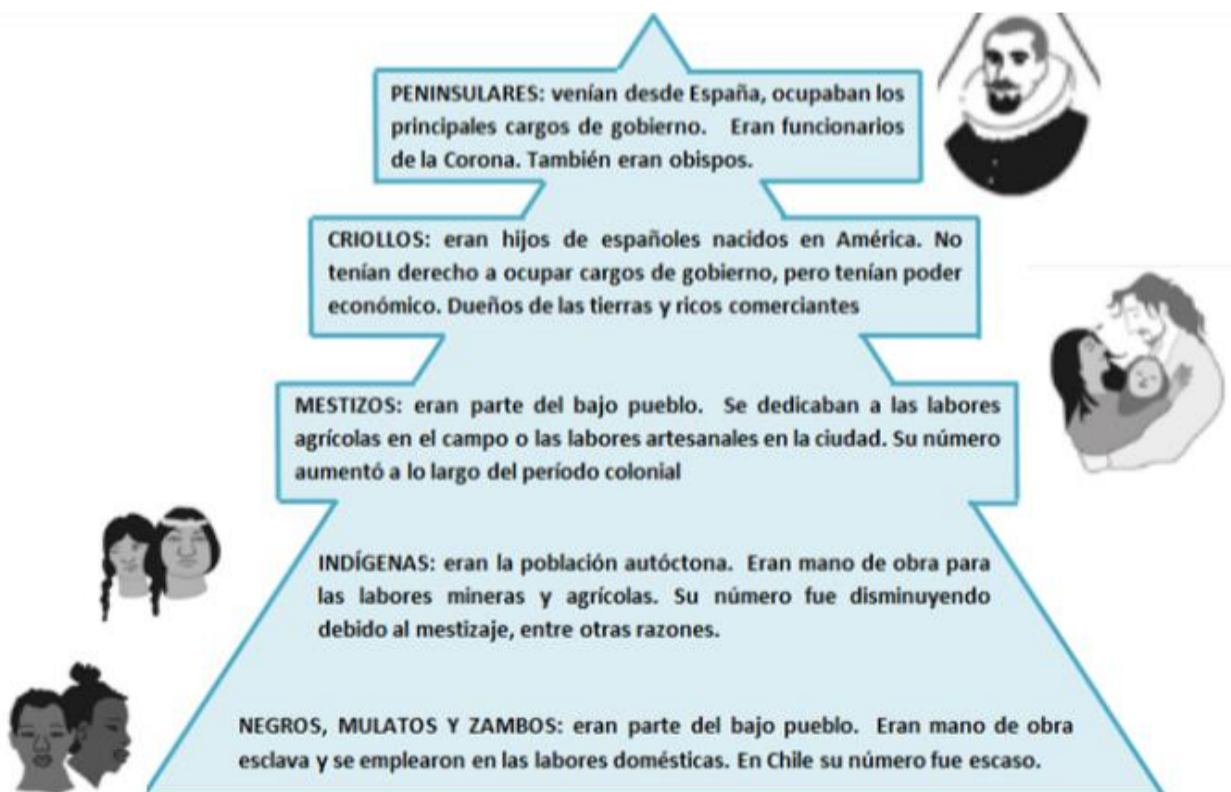 PENINSULARES: venían desde España, ocupaban los
principales cargos de gobierno. Eran funcionarios
de la Corona. También eran obispos.
CRIOLLOS: eran hijos de españoles nacidos en América. No
tenían derecho a ocupar cargos de gobierno, pero tenían poder
económico. Dueños de las tierras y ricos comerciantes
MESTIZOS: eran parte del bajo pueblo. Se dedicaban a las labores
agrícolas en el campo o las labores artesanales en la ciudad. Su número
aumentó a lo largo del período colonial
INDÍGENAS: eran la población autóctona. Eran mano de obra para
las labores mineras y agrícolas. Su número fue disminuyendo
debido al mestizaje, entre otras razones.
NEGROS, MULATOS Y ZAMBOS: eran parte del bajo pueblo. Eran mano de obra
esclava y se emplearon en las labores domésticas. En Chile su número fue escaso.